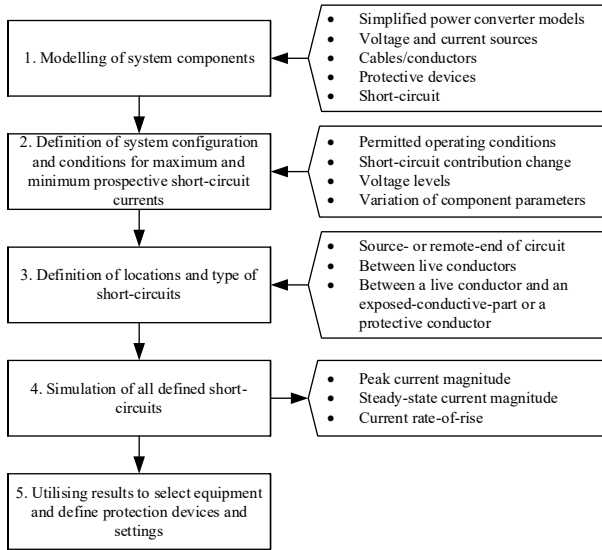 1. Modelling of system components
• Simplified power converter models
• Voltage and current sources
• Cables/conductors
• Protective devices
• Short-circuit
2. Definition of system configuration
and conditions for maximum and
minimum prospective short-circuit
currents
• Permitted operating conditions
• Short-circuit contribution change
• Voltage levels
• Variation of component parameters
3. Definition of locations and type of
short-circuits
• Source- or remote-end of circuit
• Between live conductors
• Between a live conductor and an
exposed-conductive-part or a
protective conductor
4. Simulation of all defined short-
circuits
• Peak current magnitude
• Steady-state current magnitude
• Current rate-of-rise
5. Utilising results to select equipment
and define protection devices and
settings